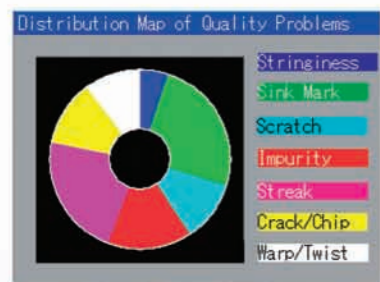 Distribution Map of Quality Problems
Stringiness
Sink Mark
Scratch
Impurity
Streak
Crack/Chip
Warp/Twist